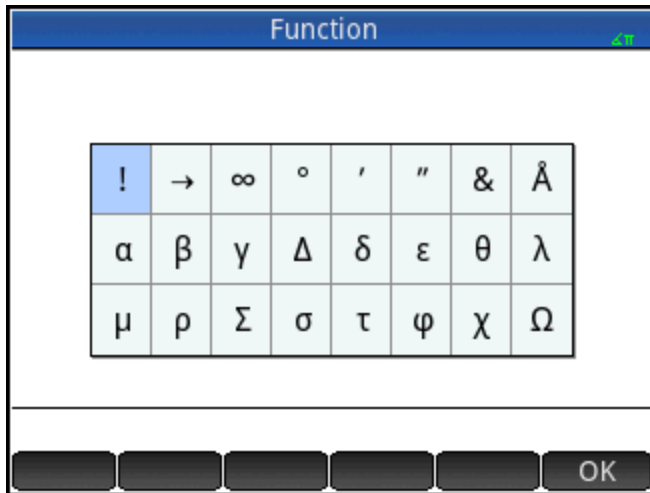 Function
∡π
! → ∞ ° ′ ″ & Å
α β γ Δ δ ε θ λ
μ ρ Σ σ τ φ χ Ω
OK